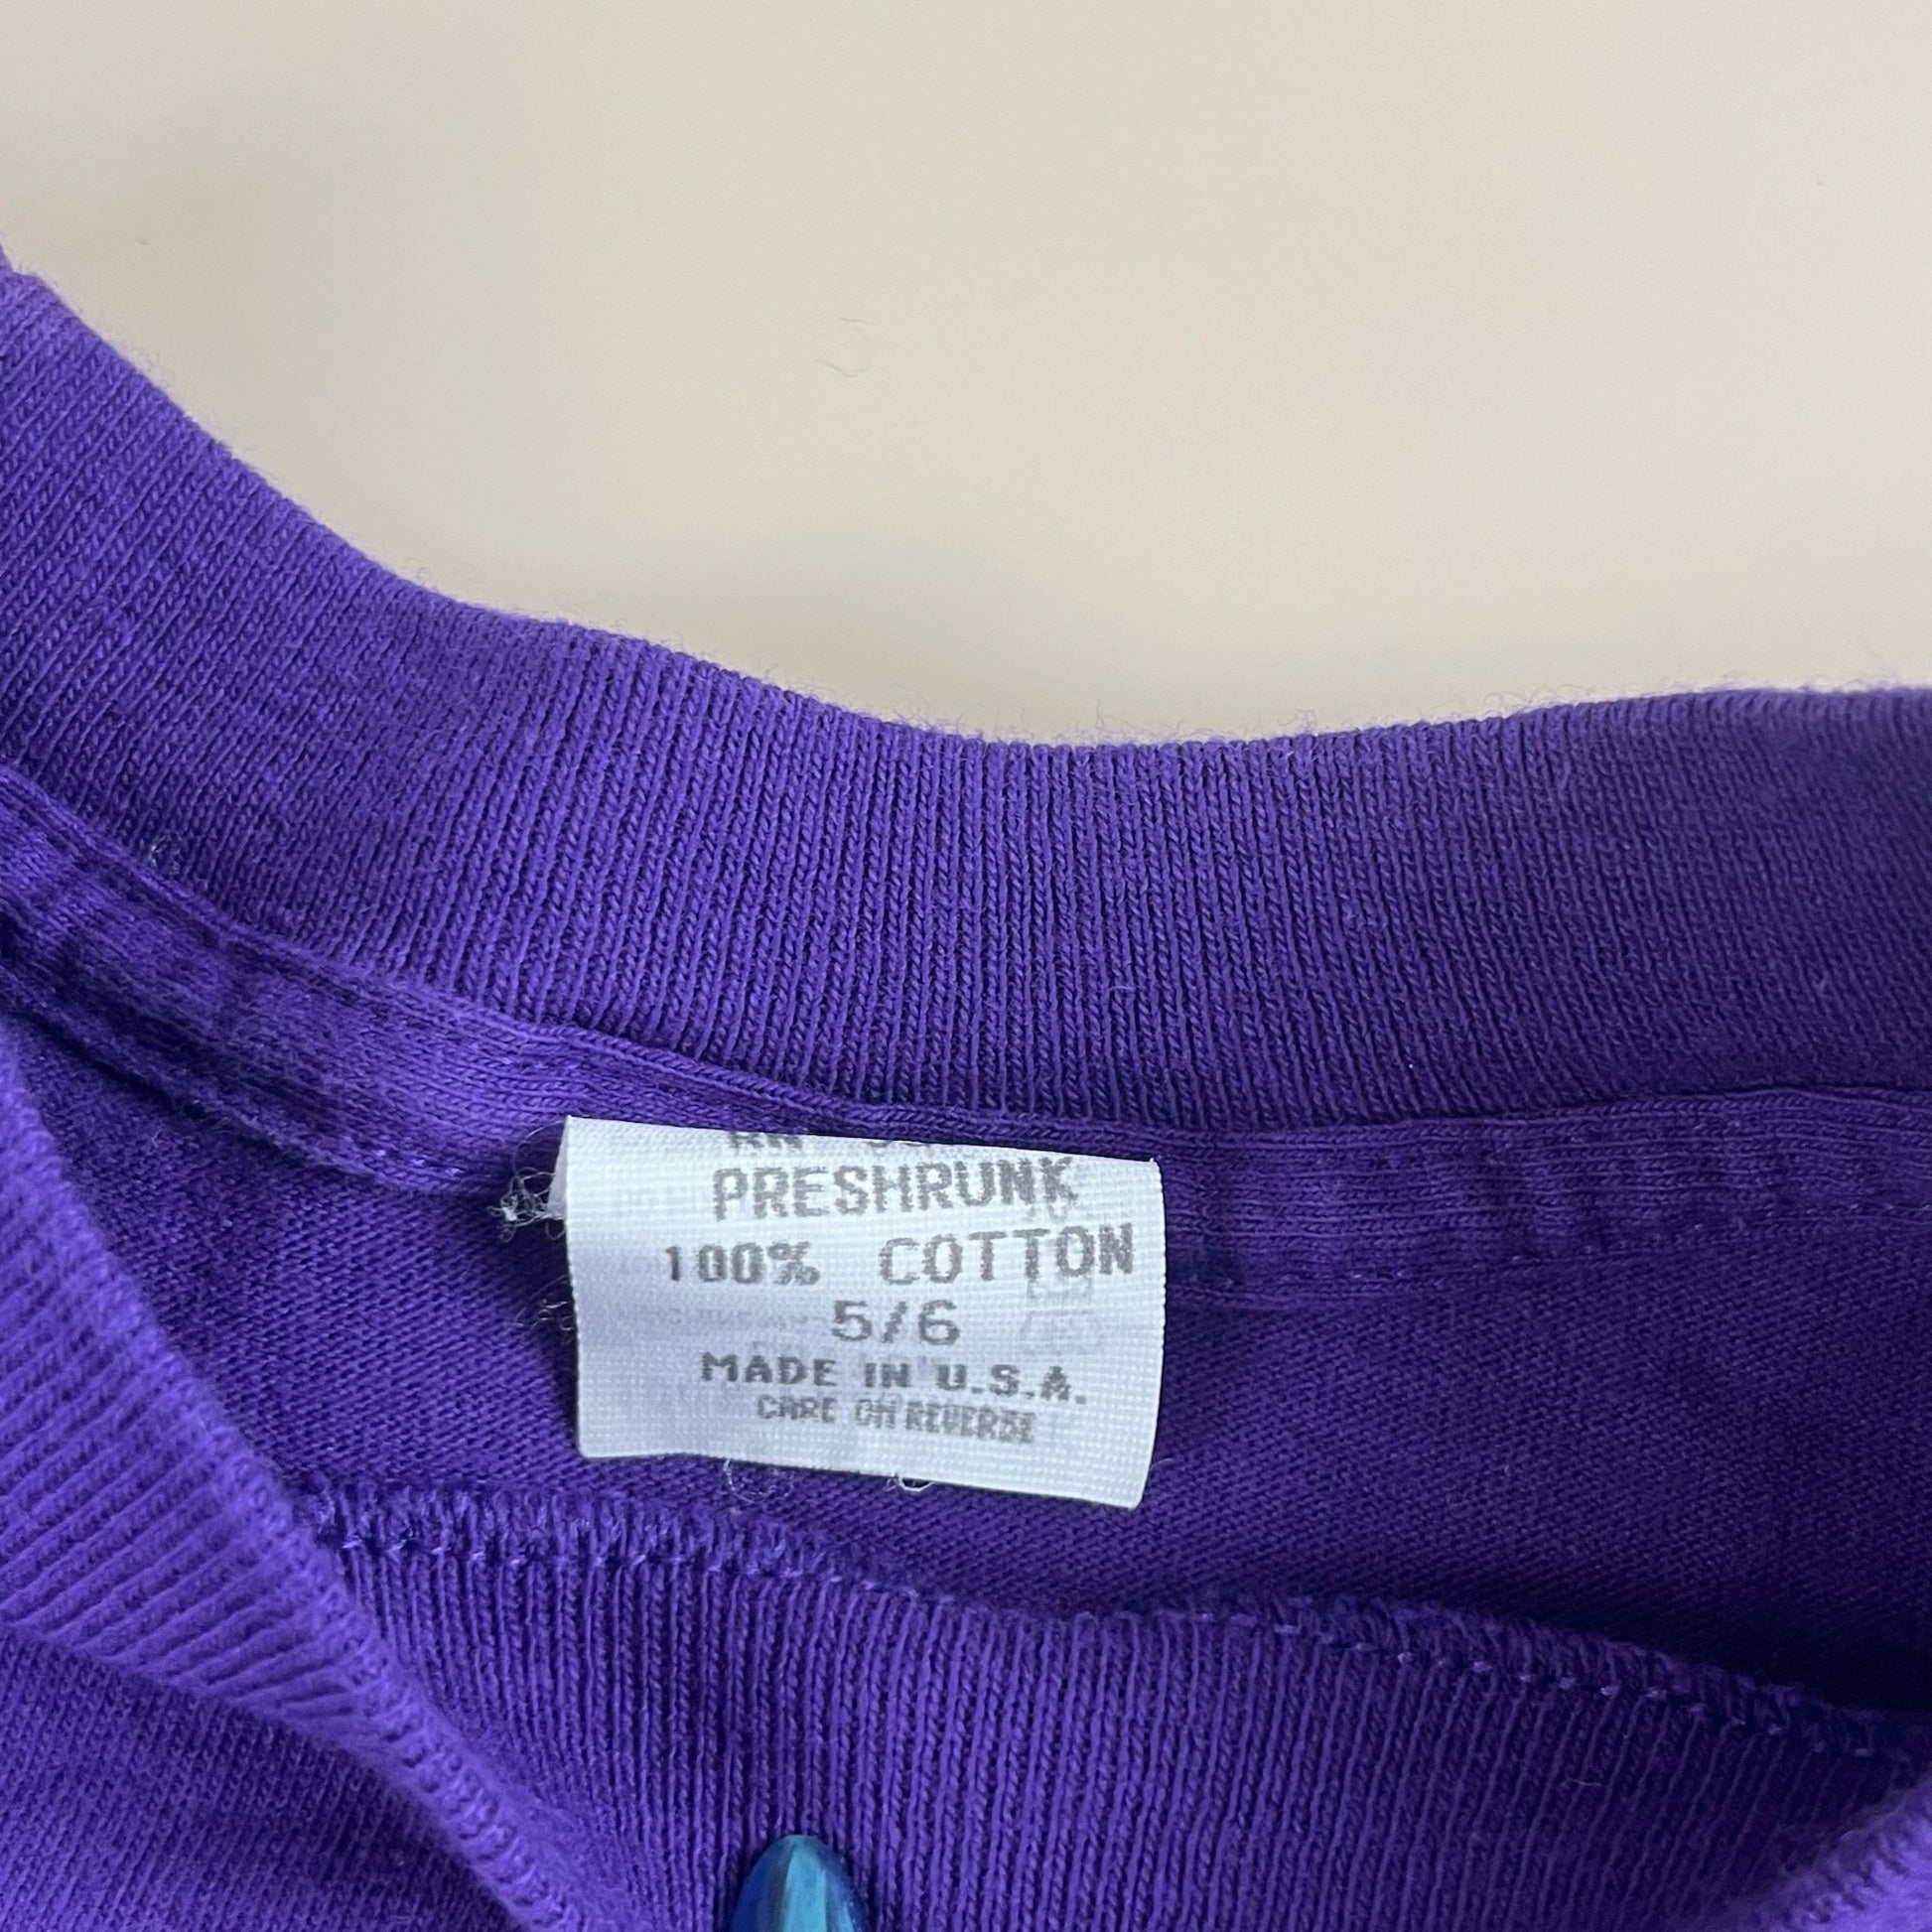 PRESHRUNK
100% COTTON
5/6
MADE IN U.S.A.
CARE ON REVERSE